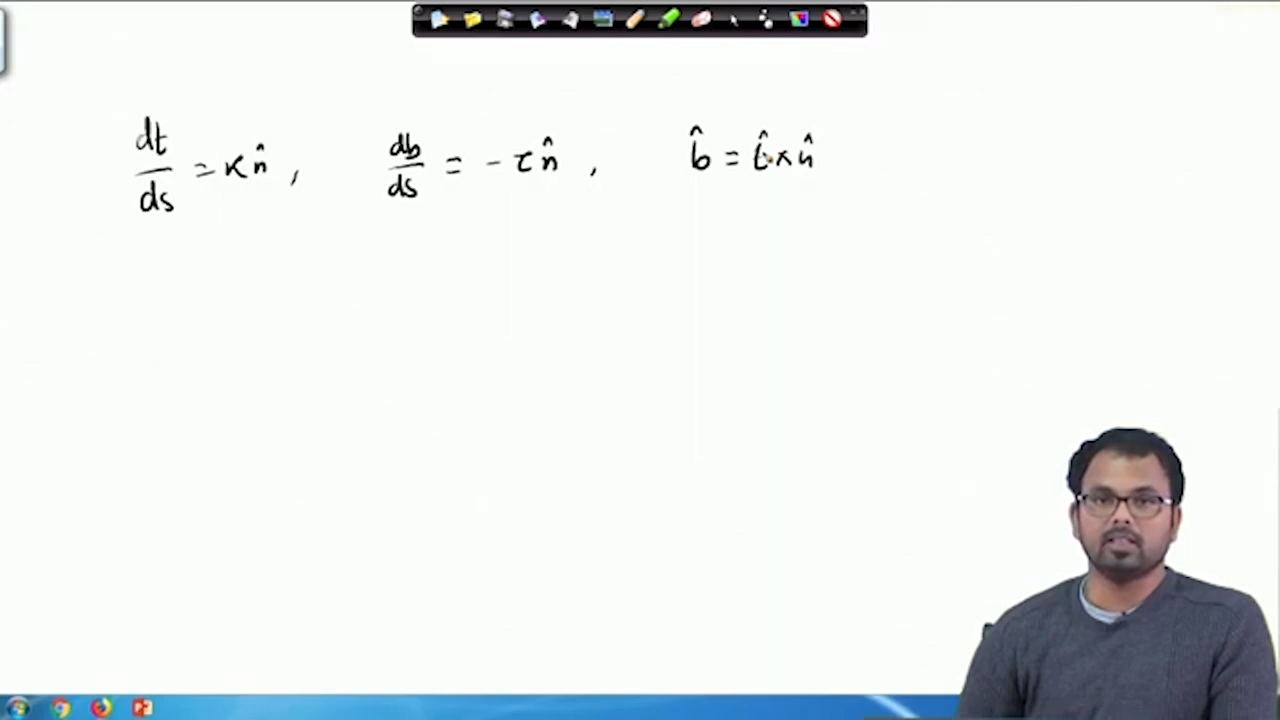 dt/ds = κ n̂ , db/ds = - τ n̂ , b̂ = t̂ × n̂